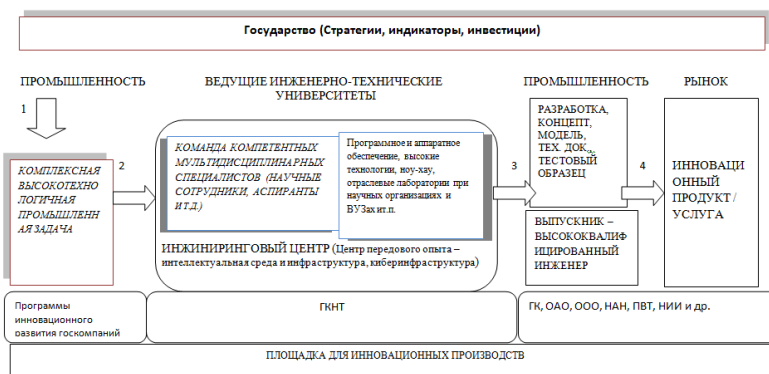 Государство (Стратегии, индикаторы, инвестиции)
ПРОМЫШЛЕННОСТЬ
1
КОМПЛЕКСНАЯ
ВЫСОКОТЕХНО
ЛОГИЧНАЯ
ПРОМЫШЛЕНН
АЯ ЗАДАЧА
2
ВЕДУЩИЕ ИНЖЕНЕРНО-ТЕХНИЧЕСКИЕ
УНИВЕРСИТЕТЫ
КОМАНДА КОМПЕТЕНТНЫХ
МУЛЬТИДИСЦИПЛИНАРНЫХ
СПЕЦИАЛИСТОВ (НАУЧНЫЕ
СОТРУДНИКИ, АСПИРАНТЫ
И Т.Д.)
Программное и аппаратное
обеспечение, высокие
технологии, ноу-хау,
отраслевые лаборатории при
научных организациях и
ВУЗах ит.п.
ИНЖИНИРИНГОВЫЙ ЦЕНТР (Центр передового опыта –
интеллектуальная среда и инфраструктура, киберинфраструктура)
3
ПРОМЫШЛЕННОСТЬ
РАЗРАБОТКА,
КОНЦЕПТ,
МОДЕЛЬ,
ТЕХ. ДОК.,
ТЕСТОВЫЙ
ОБРАЗЕЦ
ВЫПУСКНИК –
ВЫСОКОКВАЛИФ
ИЦИРОВАННЫЙ
ИНЖЕНЕР
4
РЫНОК
ИННОВАЦИ
ОННЫЙ
ПРОДУКТ /
УСЛУГА
Программы
инновационного
развития госкомпаний
ГКНТ
ГК, ОАО, ООО, НАН, ПВТ, НИИ и др.
ПЛОЩАДКА ДЛЯ ИННОВАЦИОННЫХ ПРОИЗВОДСТВ